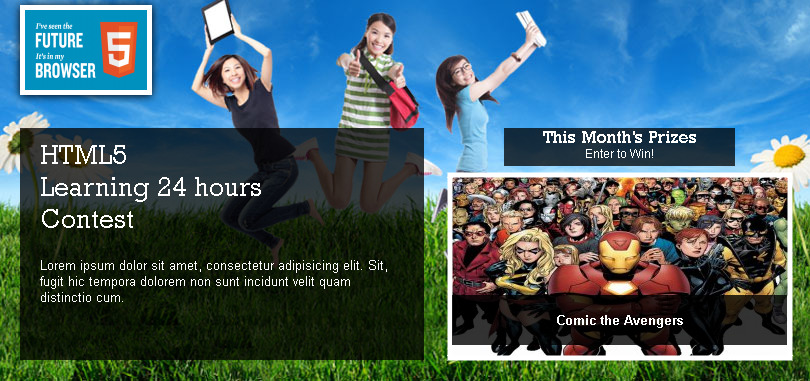 I've seen the
FUTURE
It's in my
BROWSER
5
HTML5
Learning 24 hours
Contest
Lorem ipsum dolor sit amet, consectetur adipisicing elit. Sit,
fugit hic tempora dolorem non sunt incidunt velit quam
distinctio cum.
This Month's Prizes
Enter to Win!
Comic the Avengers